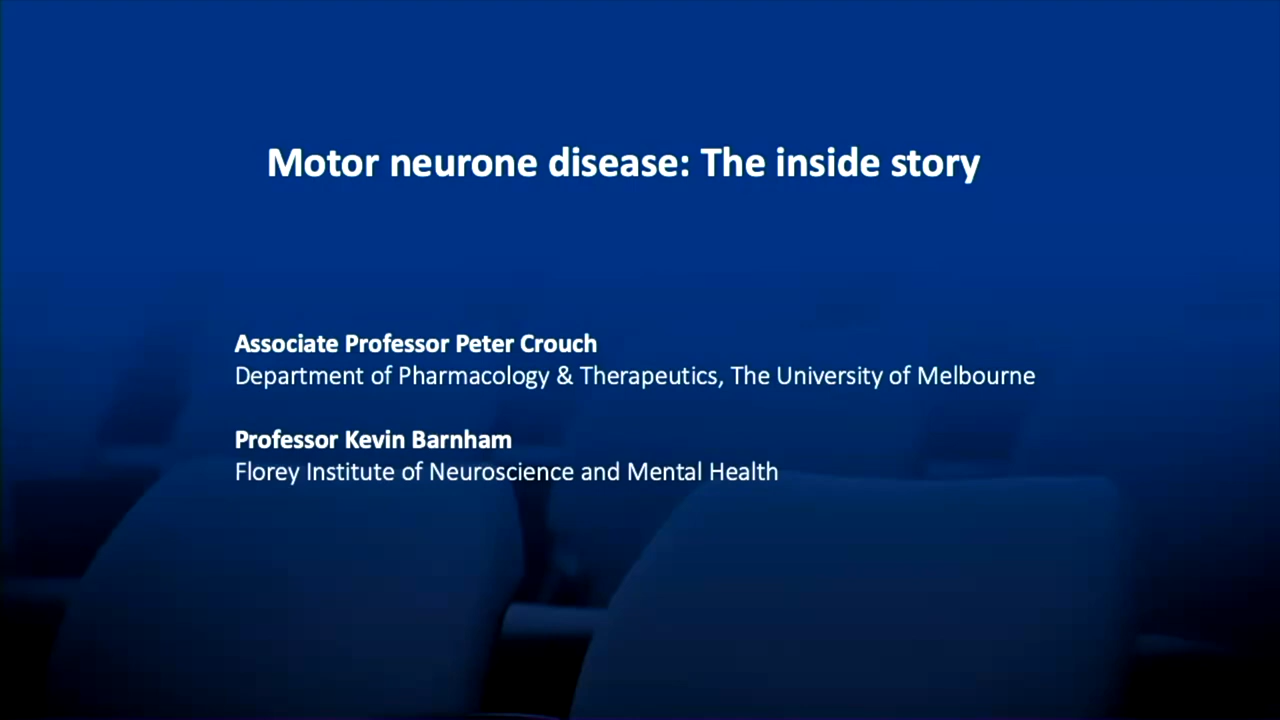 Motor neurone disease: The inside story
Associate Professor Peter Crouch
Department of Pharmacology & Therapeutics, The University of Melbourne
Professor Kevin Barnham
Florey Institute of Neuroscience and Mental Health